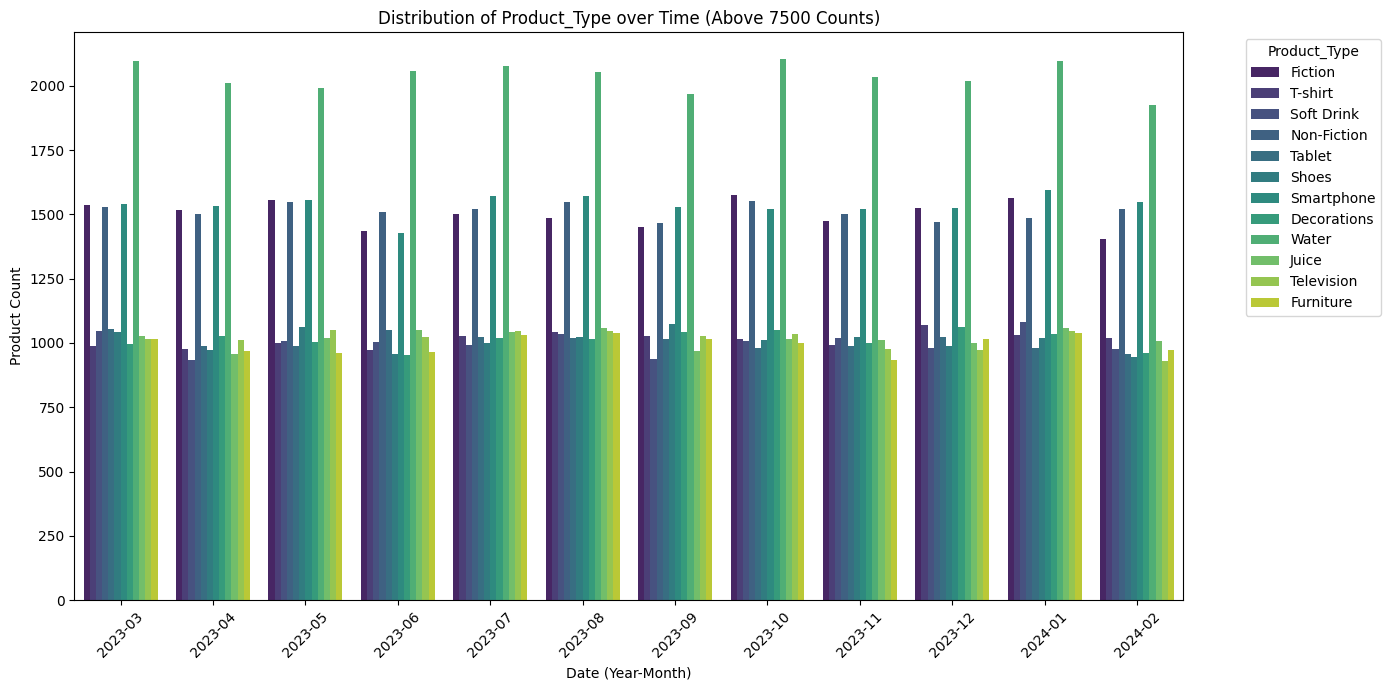 Distribution of Product_Type over Time (Above 7500 Counts)
Product Count
2000
1750
1500
1250
1000
750
500
250
0
2023-03
2023-04
2023-05
2023-06
2023-07
2023-08
2023-09
2023-10
2023-11
2023-12
2024-01
2024-02
Date (Year-Month)
Product_Type
Fiction
T-shirt
Soft Drink
Non-Fiction
Tablet
Shoes
Smartphone
Decorations
Water
Juice
Television
Furniture